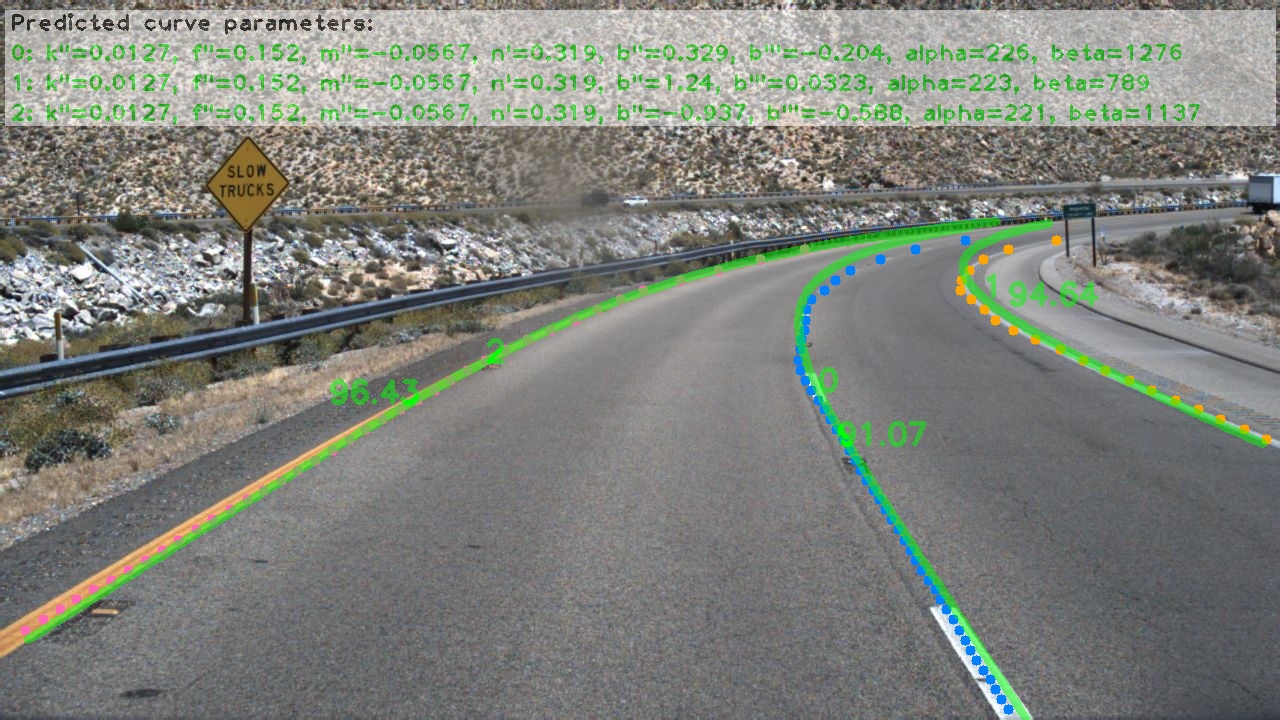 Predicted curve parameters:
0: k''=0.0127, f''=0.152, m''=-0.0567, n'=0.319, b''=0.329, b'''=-0.204, alpha=226, beta=1276
1: k''=0.0127, f''=0.152, m''=-0.0567, n'=0.319, b''=1.24, b'''=0.0323, alpha=223, beta=789
2: k''=0.0127, f''=0.152, m''=-0.0567, n'=0.319, b''=-0.937, b'''=-0.588, alpha=221, beta=1137
SLOW
TRUCKS
1
94.64
2
0
96.43
91.07